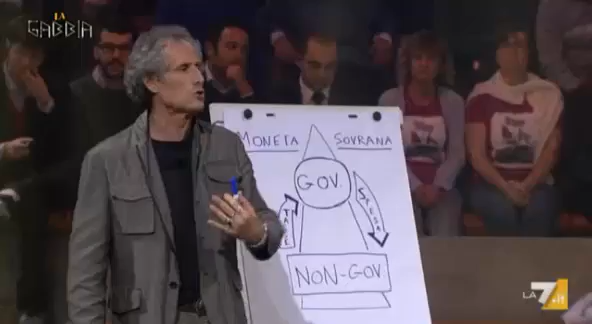 LA
GABBIA
MONETA SOVRANA
GOV.
TASSE
SPESA
NON-GOV.
LA7.it